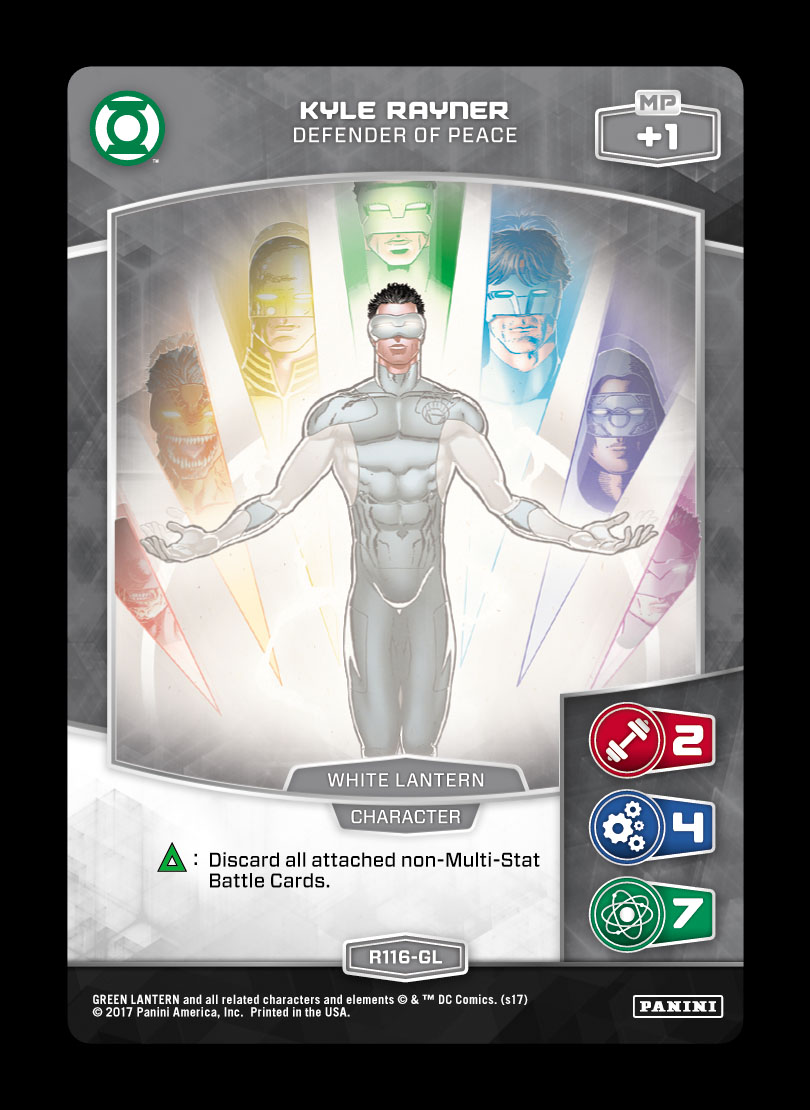 KYLE RAYNER
DEFENDER OF PEACE
MP
+1
™
WHITE LANTERN
CHARACTER
2
4
7
: Discard all attached non-Multi-Stat
Battle Cards.
R116-GL
GREEN LANTERN and all related characters and elements © & ™ DC Comics. (s17)
© 2017 Panini America, Inc. Printed in the USA.
PANINI